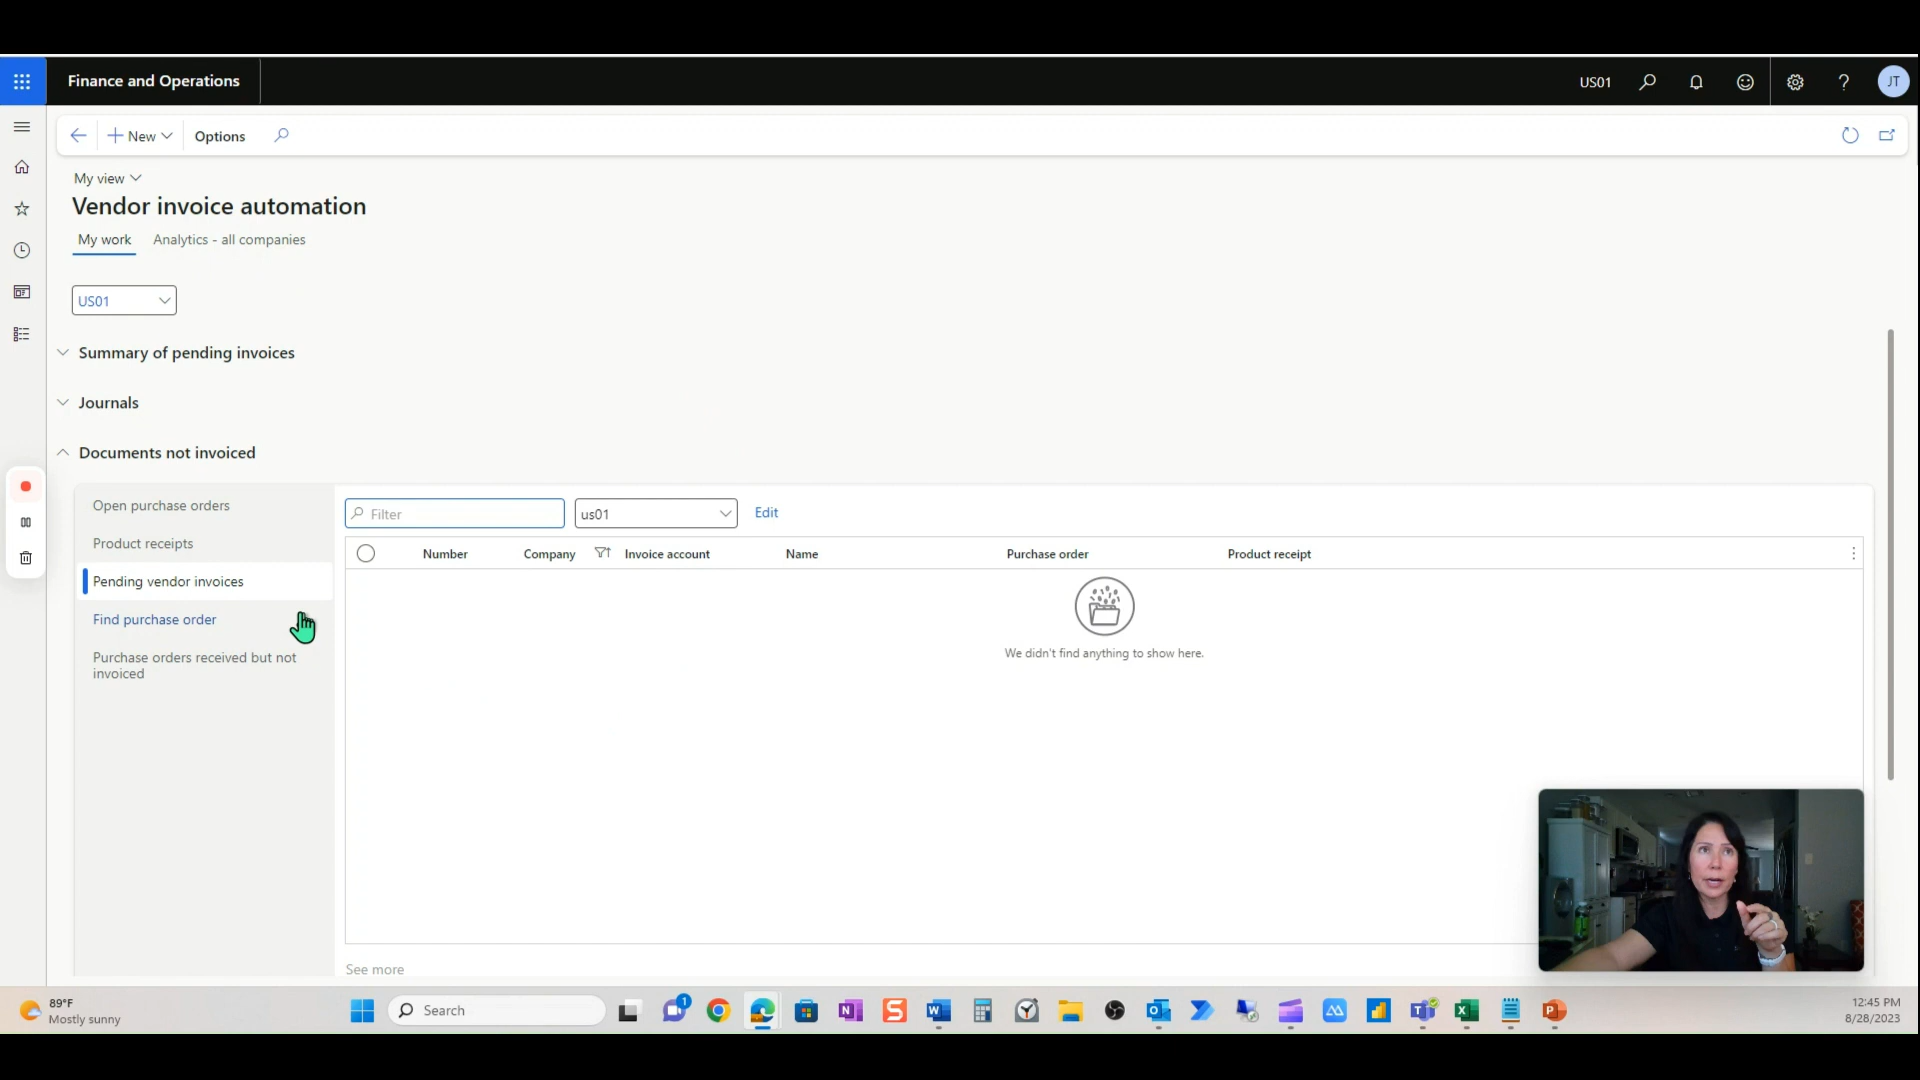 Finance and Operations
US01
JT
New
Options
My view
Vendor invoice automation
My work
Analytics - all companies
US01
Summary of pending invoices
Journals
Documents not invoiced
Open purchase orders
Product receipts
Pending vendor invoices
Find purchase order
Purchase orders received but not
invoiced
Filter
us01
Edit
Number
Company
Invoice account
Name
Purchase order
Product receipt
We didn't find anything to show here.
See more
89°F
Mostly sunny
Search
1
12:45 PM
8/28/2023